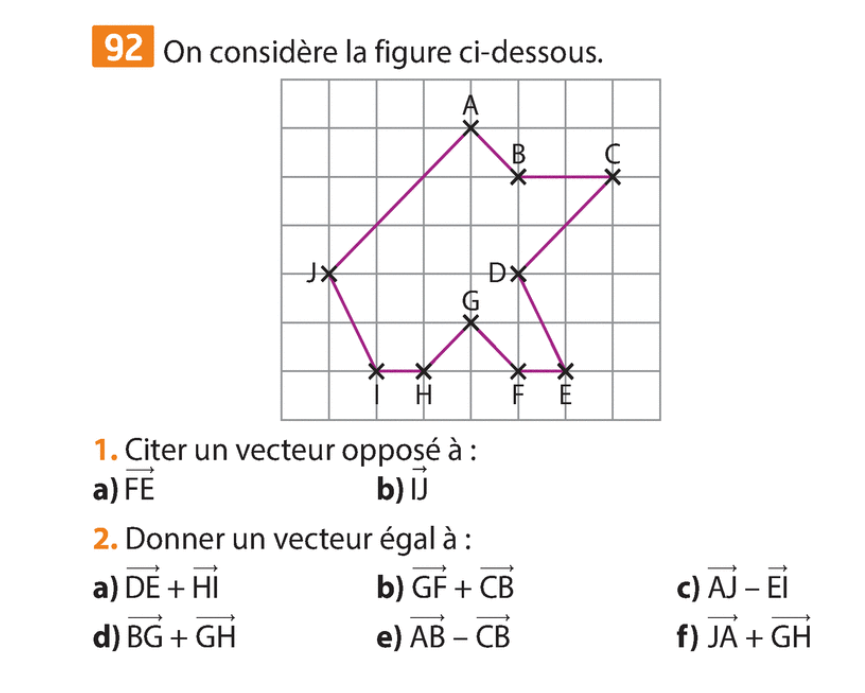 92 On considère la figure ci-dessous.
A
B C
J D
G
I H F E
1. Citer un vecteur opposé à :
a) $\overrightarrow{FE}$ b) $\overrightarrow{IJ}$
2. Donner un vecteur égal à :
a) $\overrightarrow{DE}$ + $\overrightarrow{HI}$ b) $\overrightarrow{GF}$ + $\overrightarrow{CB}$ c) $\overrightarrow{AJ}$ – $\overrightarrow{EI}$
d) $\overrightarrow{BG}$ + $\overrightarrow{GH}$ e) $\overrightarrow{AB}$ – $\overrightarrow{CB}$ f) $\overrightarrow{JA}$ + $\overrightarrow{GH}$